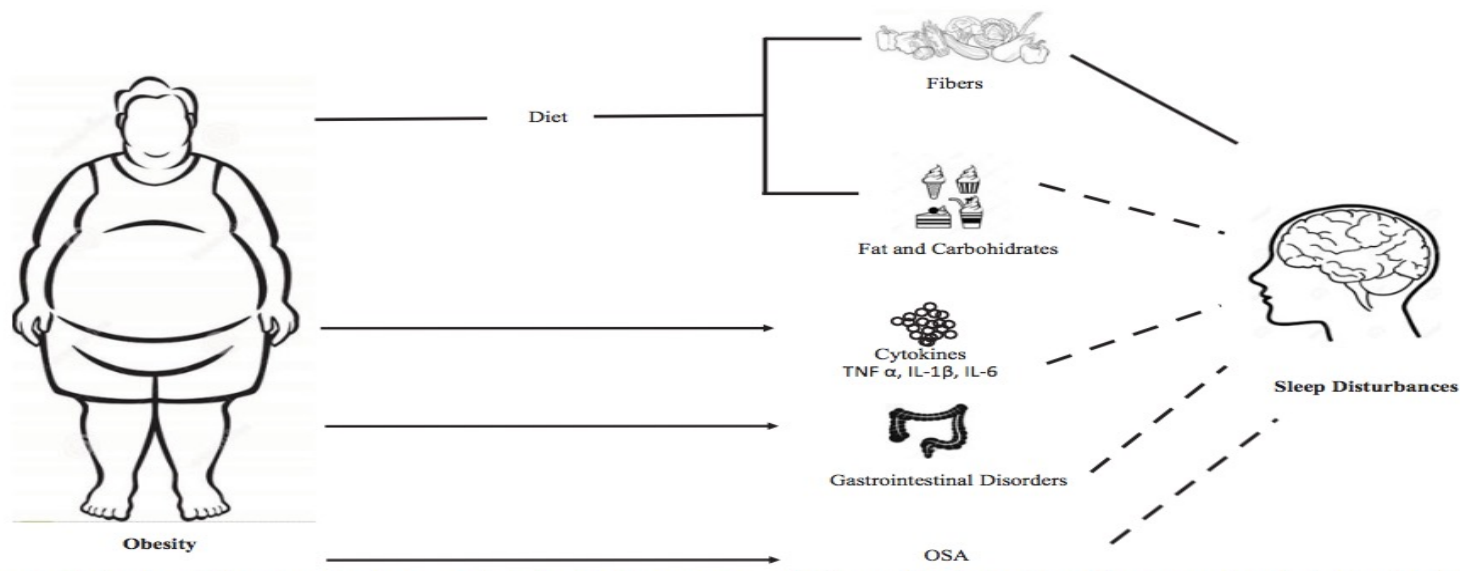 Fibers
Diet
Fat and Carbohidrates
Cytokines
TNF α, IL-1β, IL-6
Sleep Disturbances
Gastrointestinal Disorders
Obesity
OSA